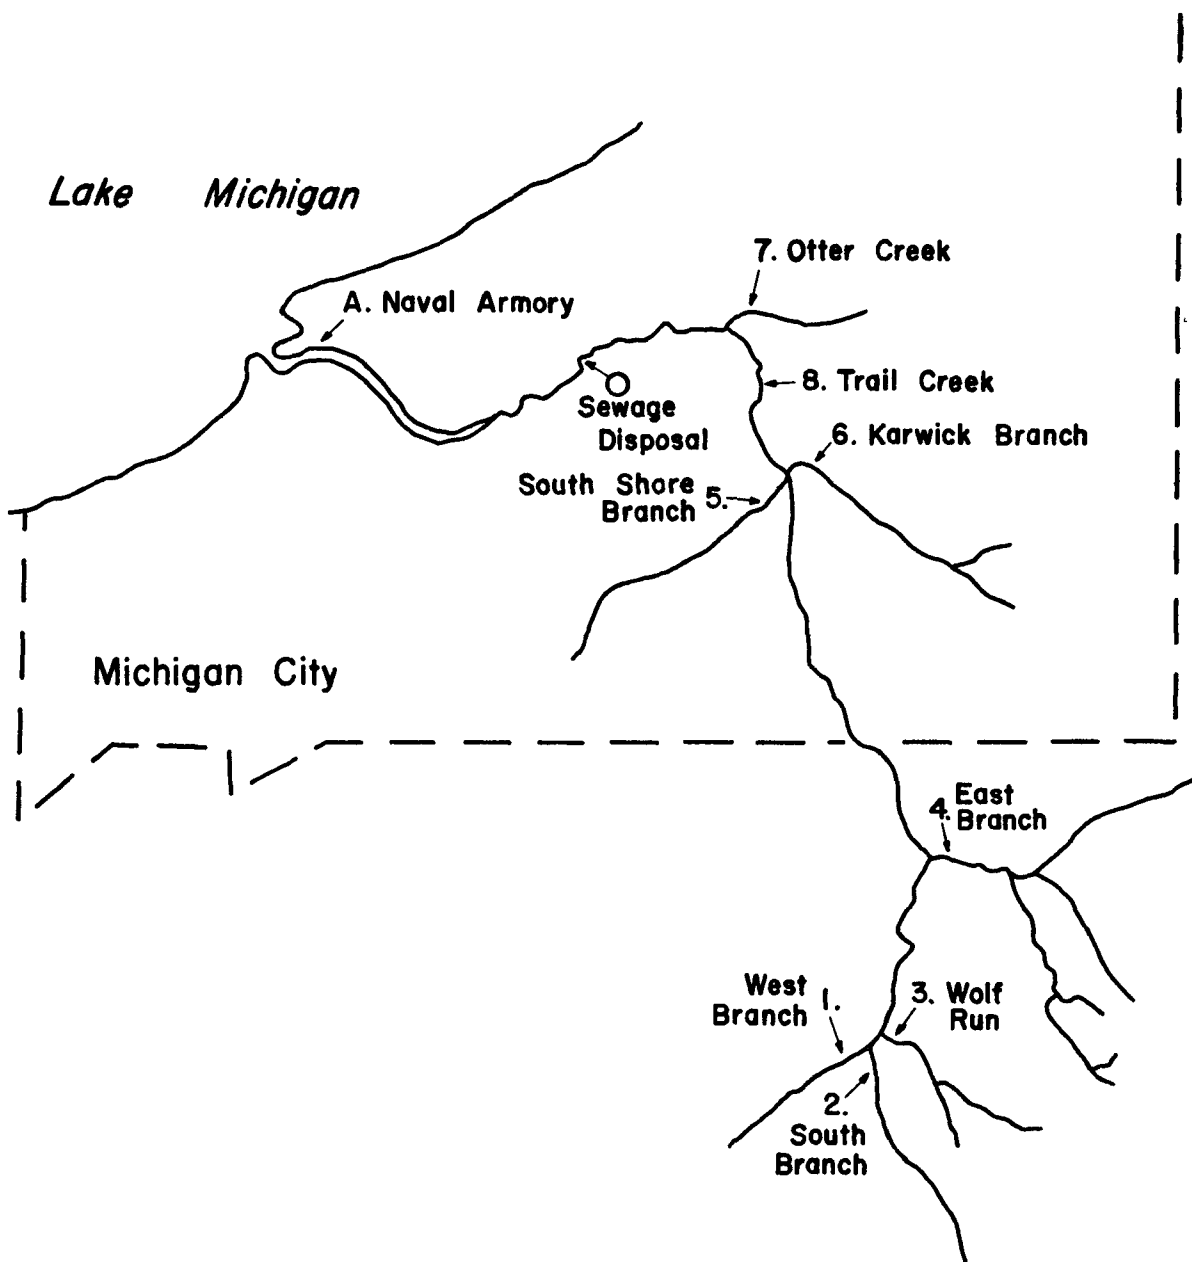 Lake Michigan
7. Otter Creek
A. Naval Armory
8. Trail Creek
Sewage
Disposal
6. Karwick Branch
South Shore
Branch 5.
Michigan City
4. East
Branch
West
Branch 1.
3. Wolf
Run
2.
South
Branch